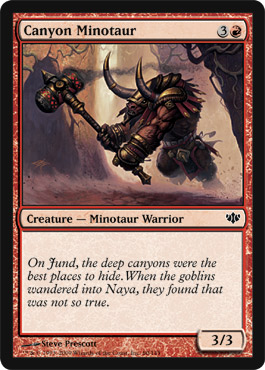 Canyon Minotaur 3
Creature — Minotaur Warrior
On Jund, the deep canyons were
the best places to hide. When the goblins
wandered into Naya, they found that
was not so true.
Steve Prescott
3/3